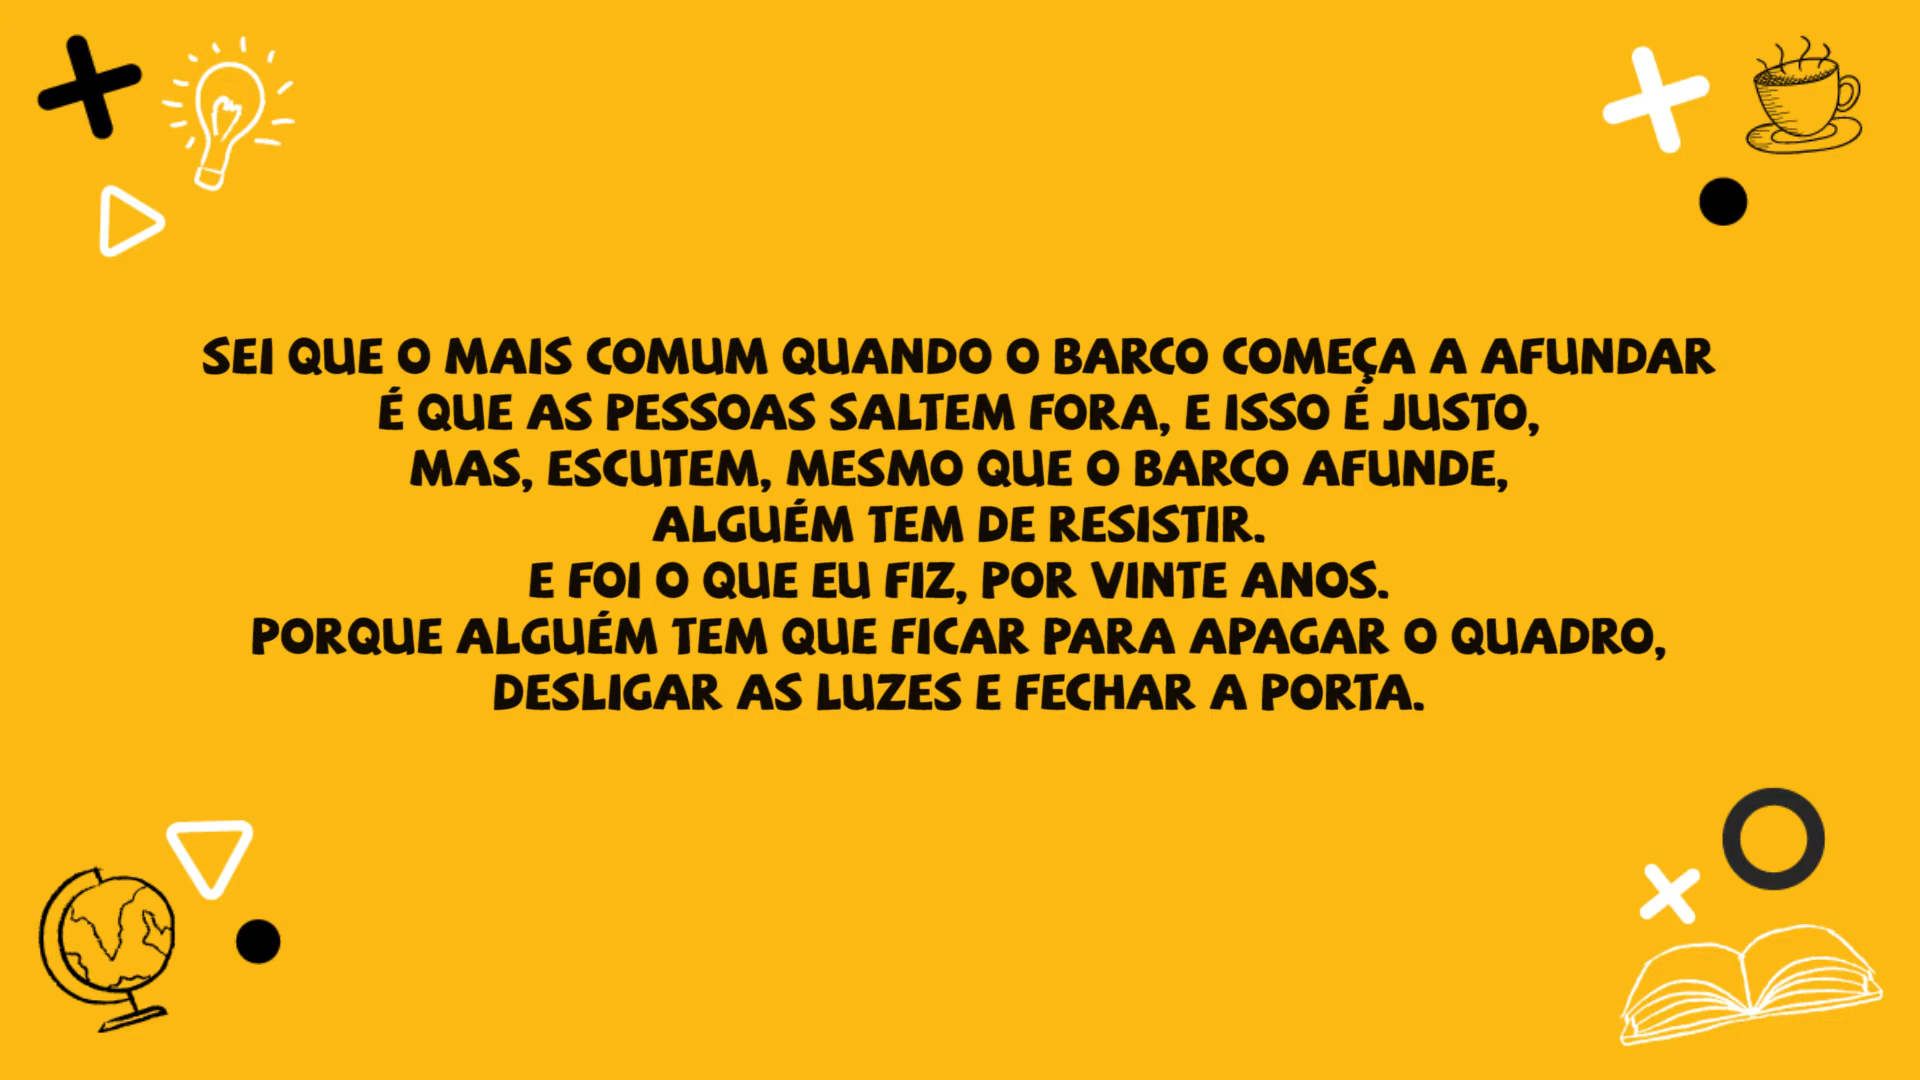 SEI QUE O MAIS COMUM QUANDO O BARCO COMEÇA A AFUNDAR
É QUE AS PESSOAS SALTEM FORA, E ISSO É JUSTO,
MAS, ESCUTEM, MESMO QUE O BARCO AFUNDE,
ALGUÉM TEM DE RESISTIR.
E FOI O QUE EU FIZ, POR VINTE ANOS.
PORQUE ALGUÉM TEM QUE FICAR PARA APAGAR O QUADRO,
DESLIGAR AS LUZES E FECHAR A PORTA.